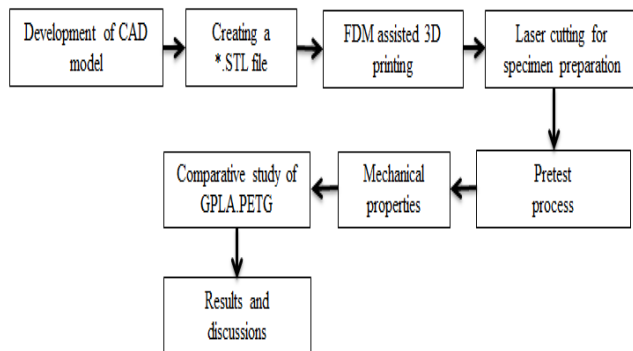 Development of CAD
model
Creating a
*.STL file
FDM assisted 3D
printing
Laser cutting for
specimen preparation
Pretest
process
Mechanical
properties
Comparative study of
GPLA.PETG
Results and
discussions